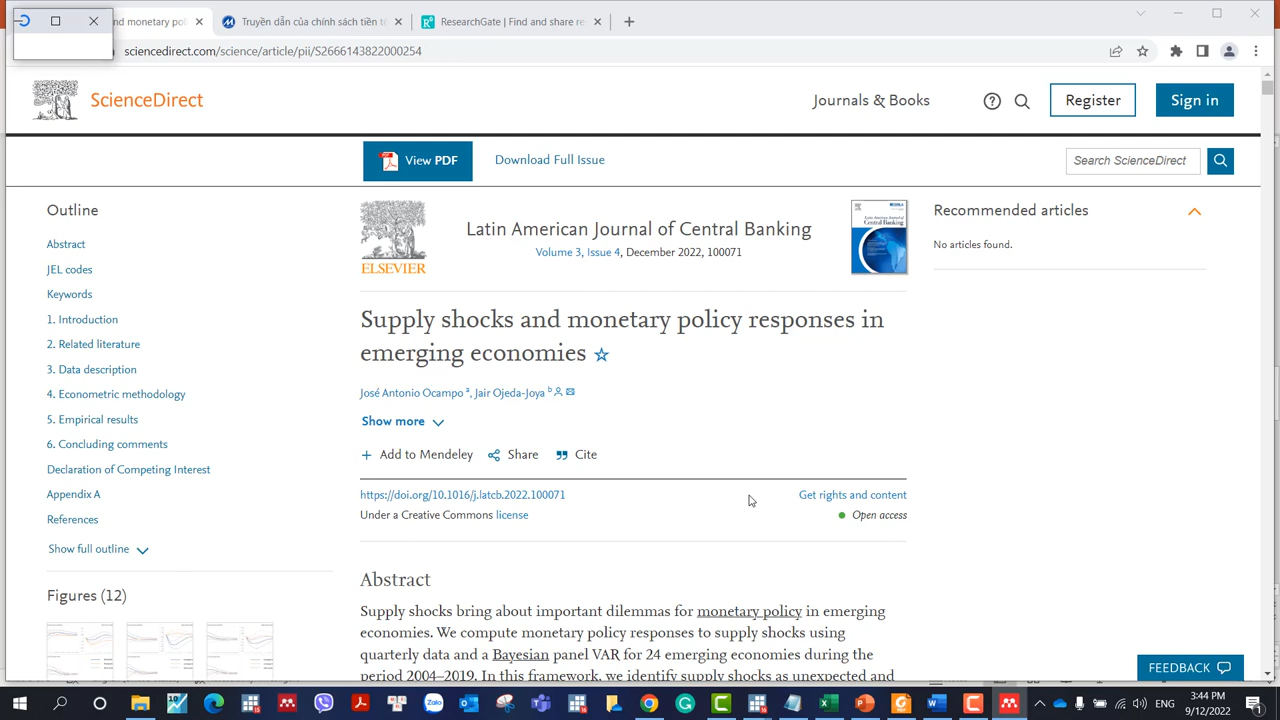 nd monetary pol
Truyền dẫn của chính sách tiền tệ
ResearchGate | Find and share re
sciencedirect.com/science/article/pii/S2666143822000254
ScienceDirect
Journals & Books
Register
Sign in
View PDF
Download Full Issue
Search ScienceDirect
Outline
Abstract
JEL codes
Keywords
1. Introduction
2. Related literature
3. Data description
4. Econometric methodology
5. Empirical results
6. Concluding comments
Declaration of Competing Interest
Appendix A
References
Show full outline
Figures (12)
ELSEVIER
Latin American Journal of Central Banking
Volume 3, Issue 4, December 2022, 100071
Supply shocks and monetary policy responses in
emerging economies
José Antonio Ocampo a, Jair Ojeda-Joya b
Show more
Add to Mendeley
Share
Cite
https://doi.org/10.1016/j.latcb.2022.100071
Get rights and content
Under a Creative Commons license
Open access
Abstract
Supply shocks bring about important dilemmas for monetary policy in emerging
economies. We compute monetary policy responses to supply shocks using
quarterly data and a Bayesian panel VAR for 24 emerging economies during the
period 2004–2019. In this framework, we identify supply shocks as unexpected and
Recommended articles
No articles found.
FEEDBACK
Zalo
ENG
3:44 PM
9/12/2022